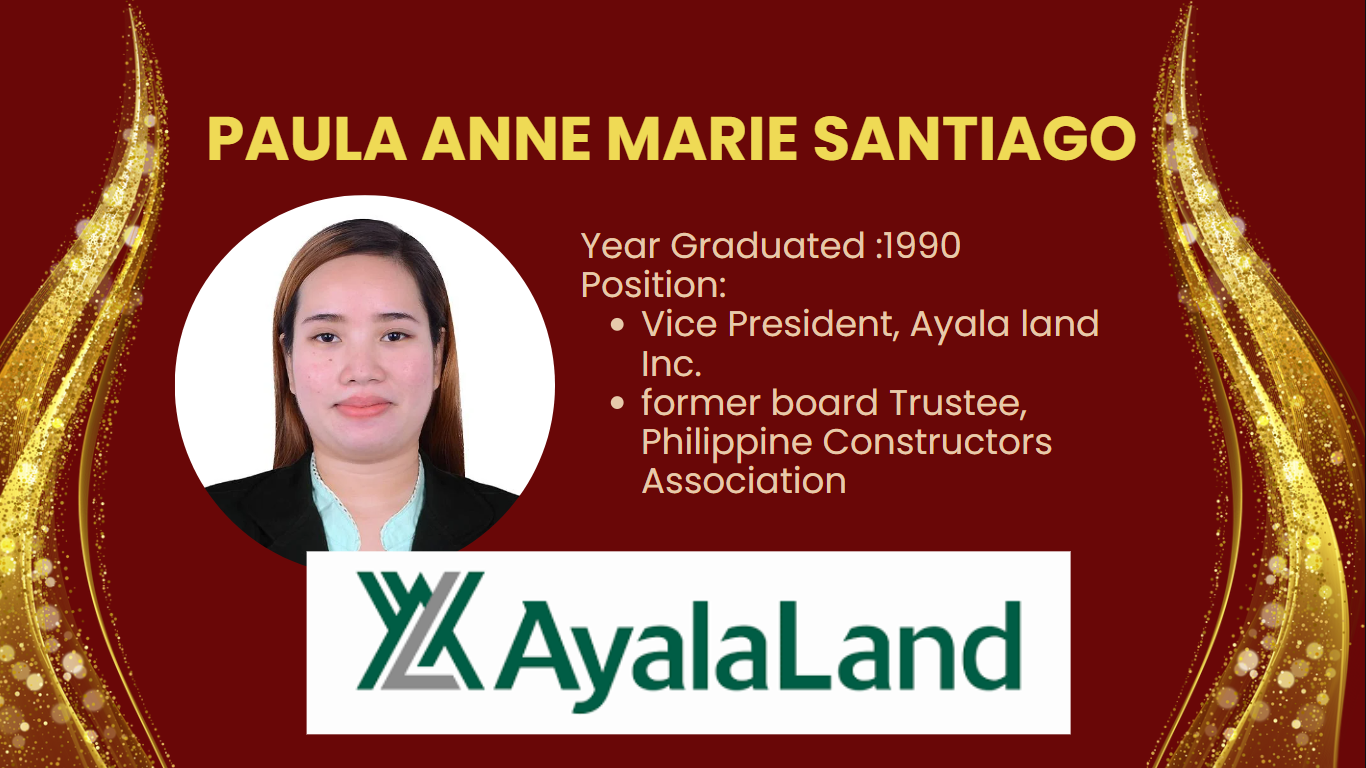 PAULA ANNE MARIE SANTIAGO
Year Graduated :1990
Position:
• Vice President, Ayala land
Inc.
• former board Trustee,
Philippine Constructors
Association
AyalaLand